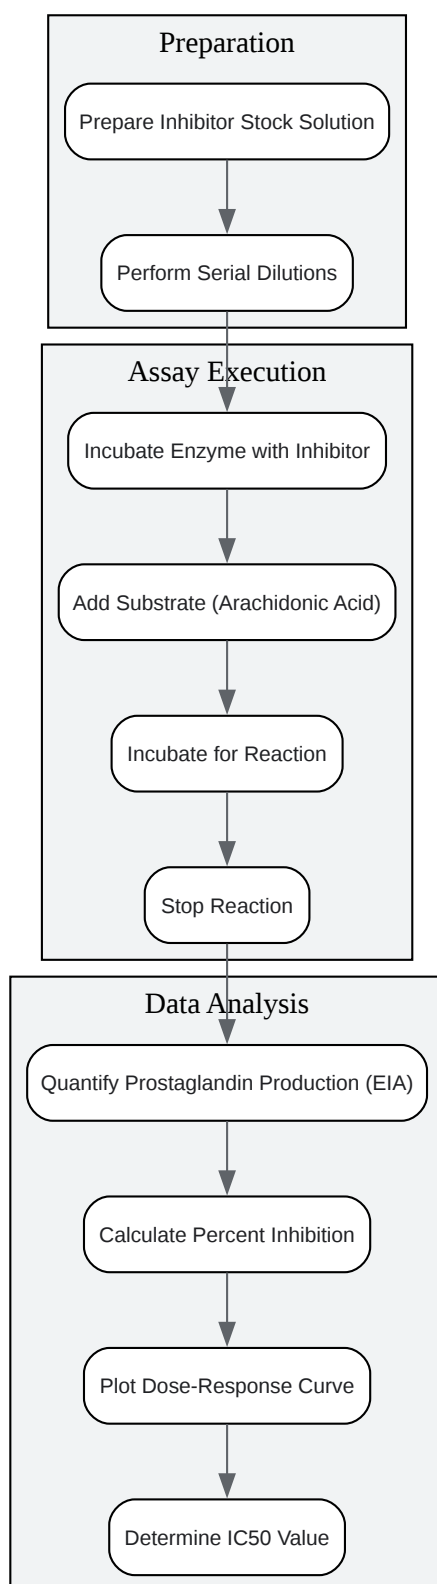 Preparation
Prepare Inhibitor Stock Solution
Perform Serial Dilutions
Assay Execution
Incubate Enzyme with Inhibitor
Add Substrate (Arachidonic Acid)
Incubate for Reaction
Stop Reaction
Data Analysis
Quantify Prostaglandin Production (EIA)
Calculate Percent Inhibition
Plot Dose-Response Curve
Determine IC50 Value